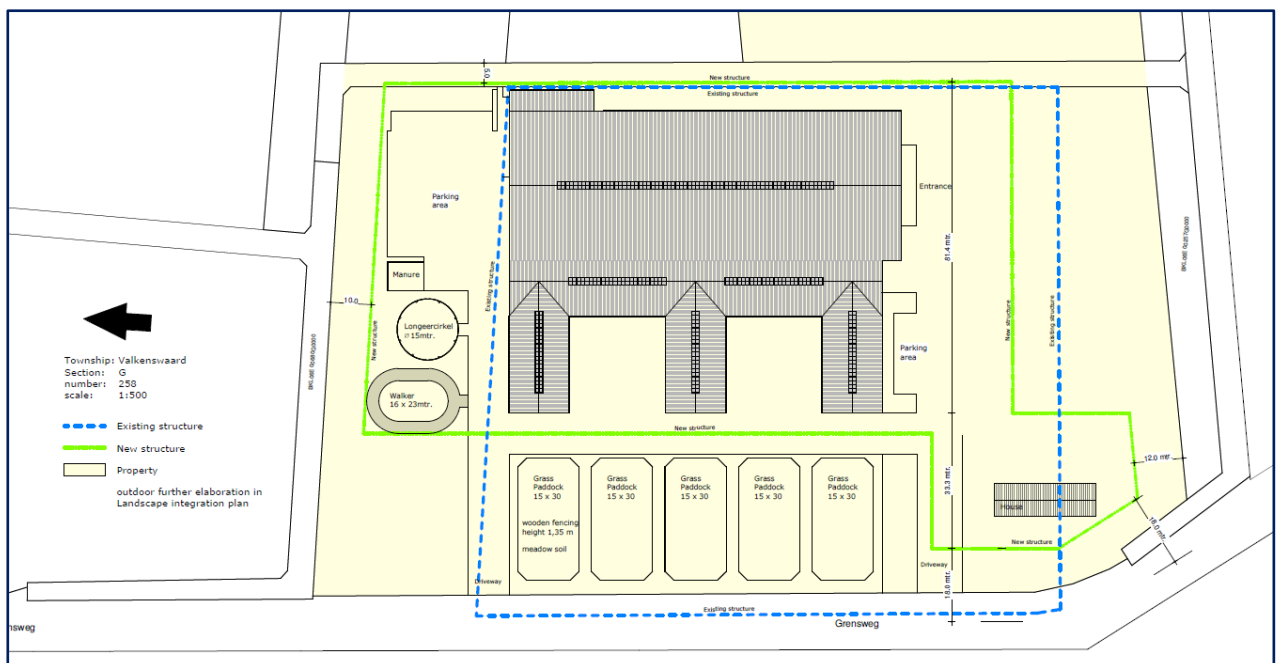 5.0
New structure
Existing structure
Parking
area
Entrance
81.4 mtr.
Existing structure
Manure
10.0
New structure
Longeercirkel
⌀15mtr.
Walker
16 x 23mtr.
Parking
area
New structure
Existing structure
New structure
Township: Valkenswaard
Section: G
number: 258
scale: 1:500
Existing structure
New structure
Property
outdoor further elaboration in
Landscape integration plan
Grass
Paddock
15 x 30
wooden fencing
height 1,35 m
meadow soil
Grass
Paddock
15 x 30
Grass
Paddock
15 x 30
Grass
Paddock
15 x 30
Grass
Paddock
15 x 30
33.3 mtr.
12.0 mtr
House
18.0 mtr.
New structure
Driveway
Driveway
18.0 mtr.
Existing structure
Grensweg
nsweg